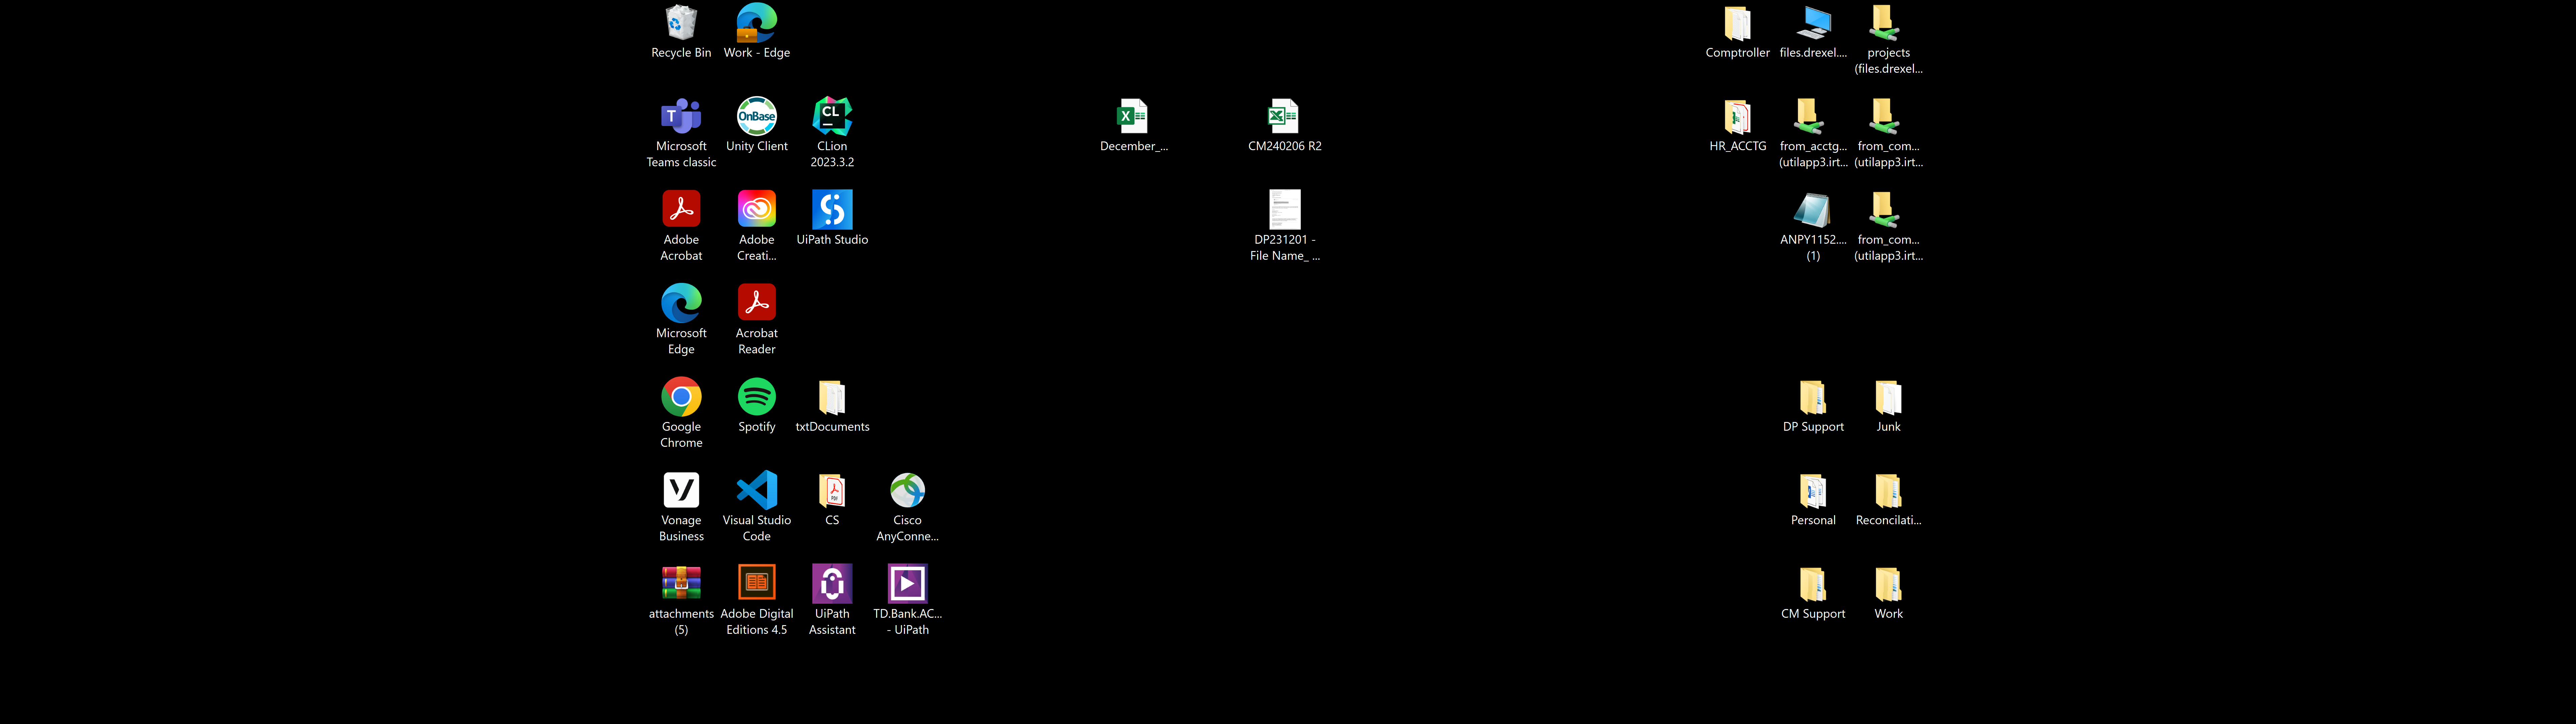 Recycle Bin
Work - Edge
Comptroller
files.drexel....
projects
(files.drexel...
Microsoft
Teams classic
Unity Client
CLion
2023.3.2
December_...
CM240206 R2
HR_ACCTG
from_acctg...
(utilapp3.irt...
from_com...
(utilapp3.irt...
Adobe
Acrobat
Adobe
Creati...
UiPath Studio
DP231201 -
File Name_ ...
ANPY1152....
(1)
from_com...
(utilapp3.irt...
Microsoft
Edge
Acrobat
Reader
Google
Chrome
Spotify
txtDocuments
DP Support
Junk
Vonage
Business
Visual Studio
Code
CS
Cisco
AnyConne...
Personal
Reconcilati...
attachments
(5)
Adobe Digital
Editions 4.5
UiPath
Assistant
TD.Bank.AC...
- UiPath
CM Support
Work